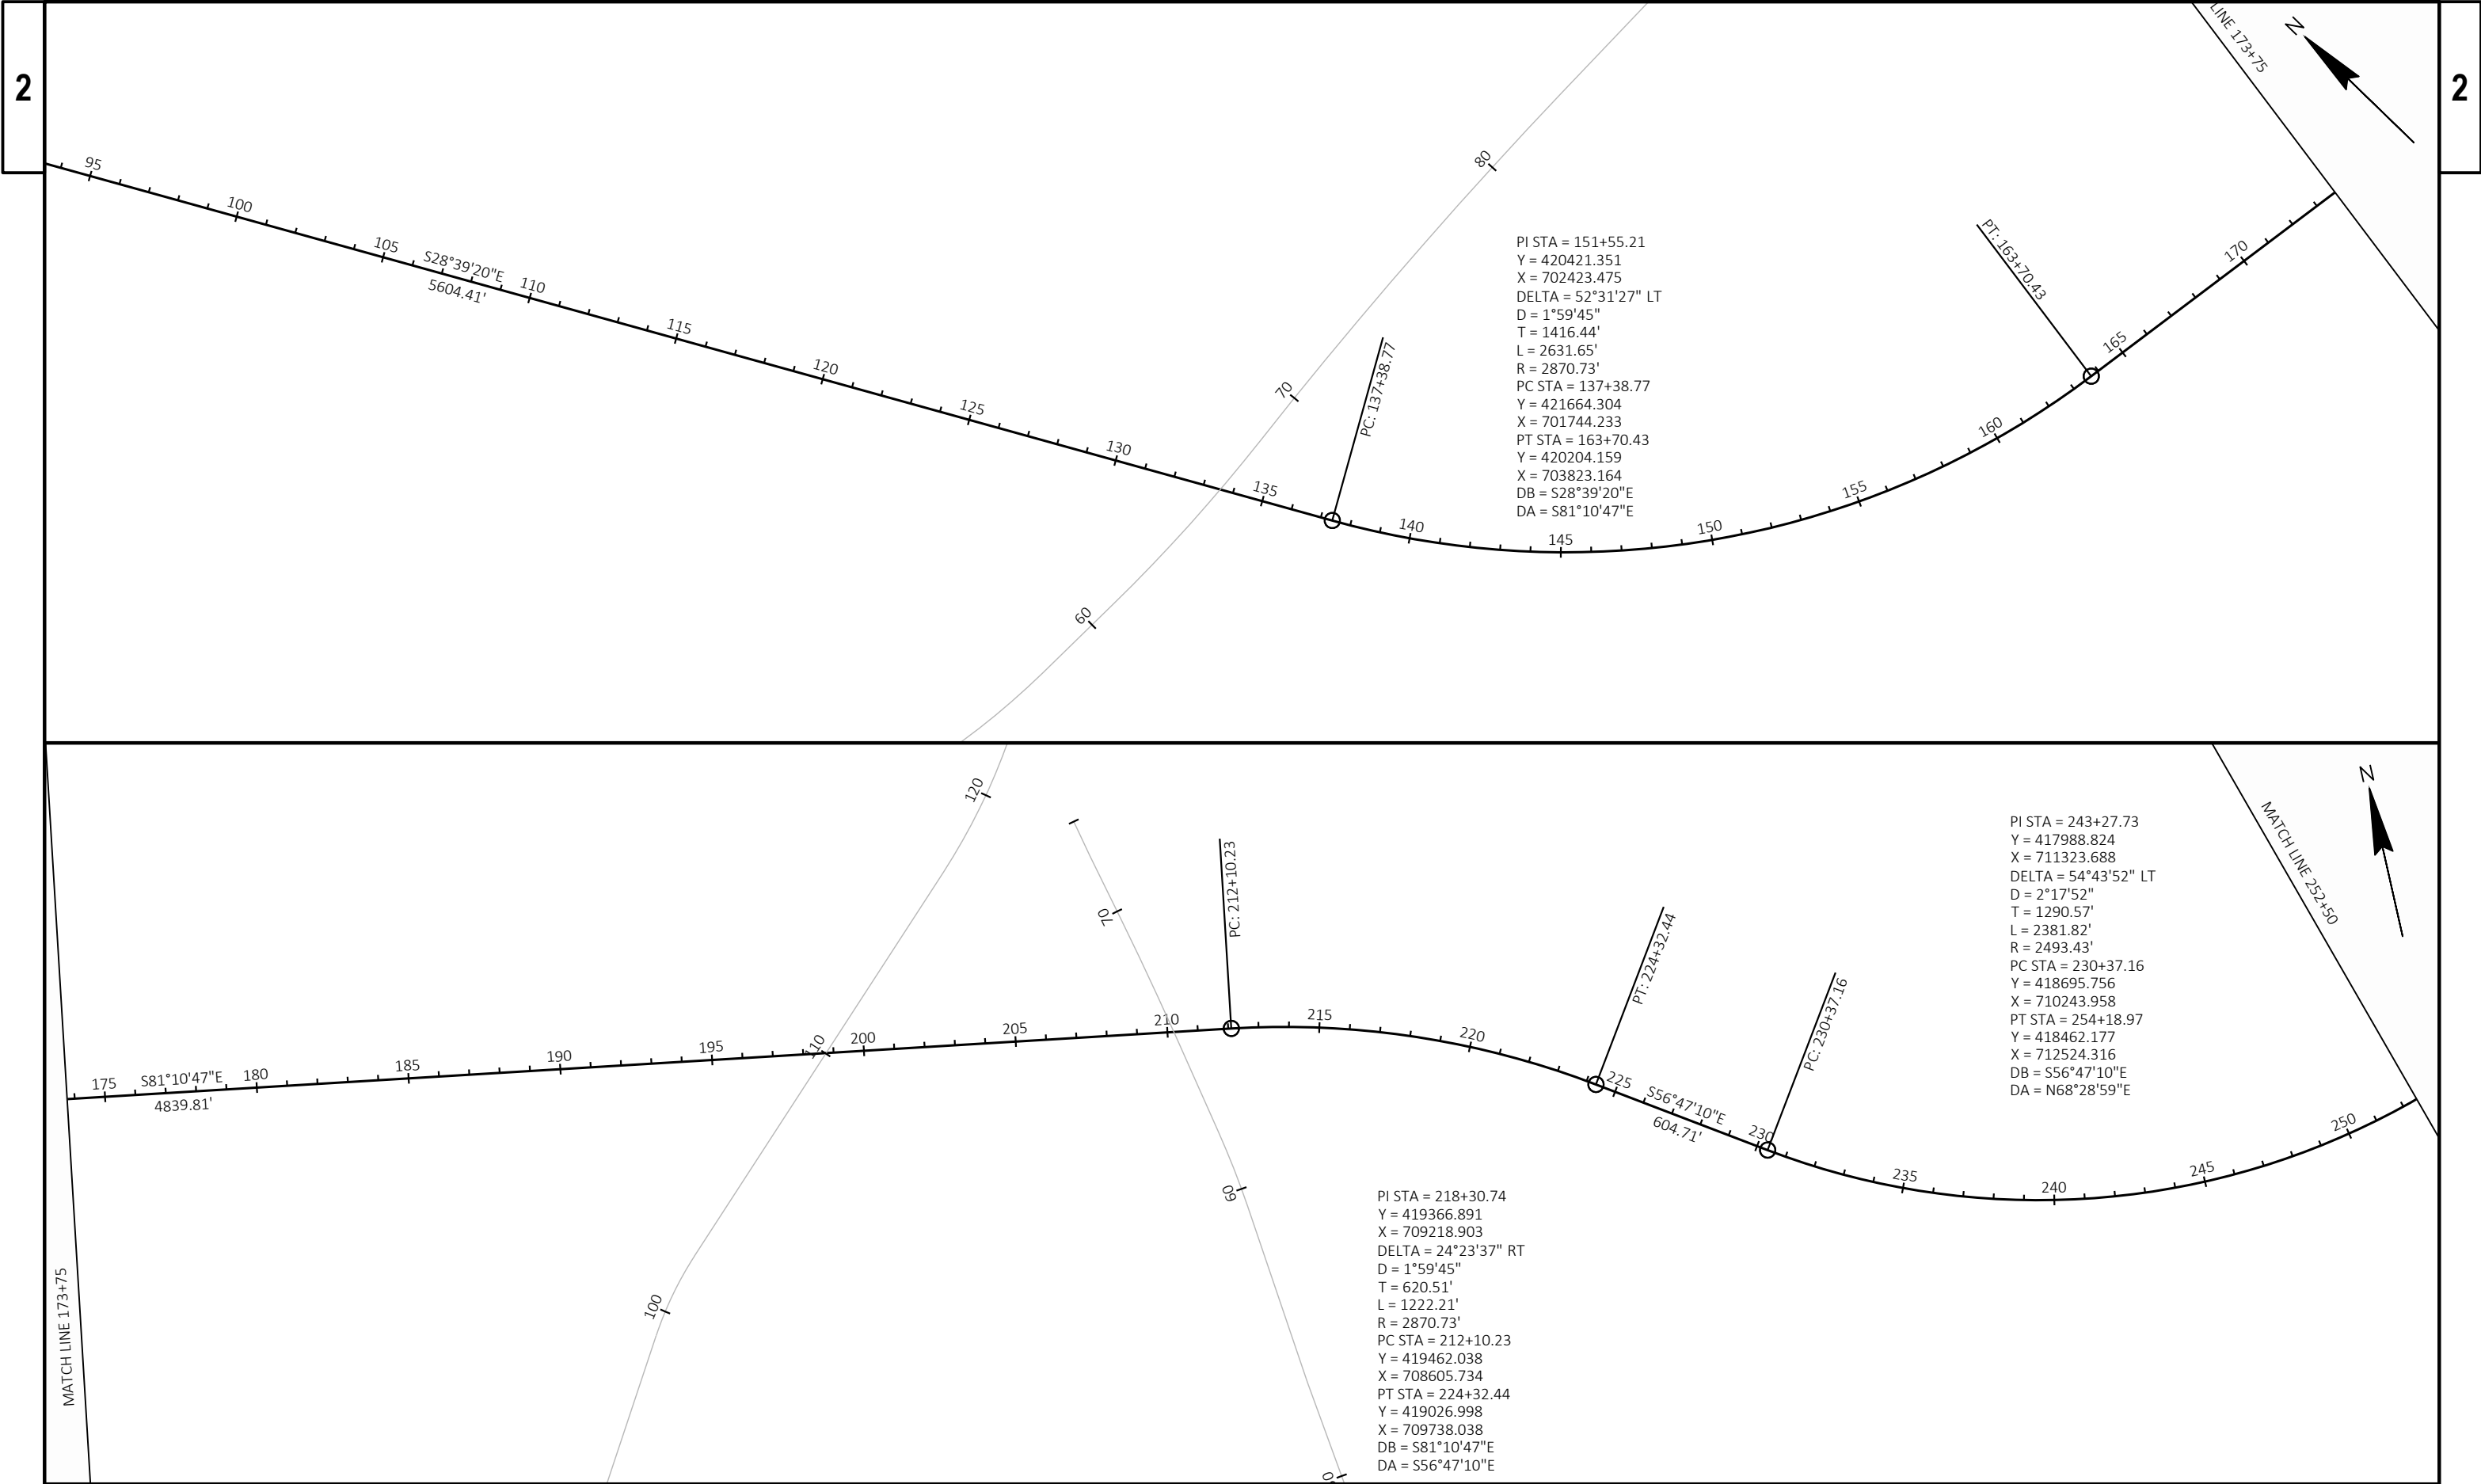 2
2
LINE 173+75
N
95
100
105
S28°39'20"E
5604.41'
110
115
120
125
130
135
PC: 137+38.77
140
145
150
155
160
PT: 163+70.43
165
170
80
70
60
PI STA = 151+55.21
Y = 420421.351
X = 702423.475
DELTA = 52°31'27" LT
D = 1°59'45"
T = 1416.44'
L = 2631.65'
R = 2870.73'
PC STA = 137+38.77
Y = 421664.304
X = 701744.233
PT STA = 163+70.43
Y = 420204.159
X = 703823.164
DB = S28°39'20"E
DA = S81°10'47"E
MATCH LINE 173+75
175
S81°10'47"E
4839.81'
180
185
190
195
200
205
210
PC: 212+10.23
215
220
PT: 224+32.44
225
S56°47'10"E
604.71'
230
PC: 230+37.16
235
240
245
250
120
110
100
70
60
N
MATCH LINE 252+50
PI STA = 243+27.73
Y = 417988.824
X = 711323.688
DELTA = 54°43'52" LT
D = 2°17'52"
T = 1290.57'
L = 2381.82'
R = 2493.43'
PC STA = 230+37.16
Y = 418695.756
X = 710243.958
PT STA = 254+18.97
Y = 418462.177
X = 712524.316
DB = S56°47'10"E
DA = N68°28'59"E
PI STA = 218+30.74
Y = 419366.891
X = 709218.903
DELTA = 24°23'37" RT
D = 1°59'45"
T = 620.51'
L = 1222.21'
R = 2870.73'
PC STA = 212+10.23
Y = 419462.038
X = 708605.734
PT STA = 224+32.44
Y = 419026.998
X = 709738.038
DB = S81°10'47"E
DA = S56°47'10"E